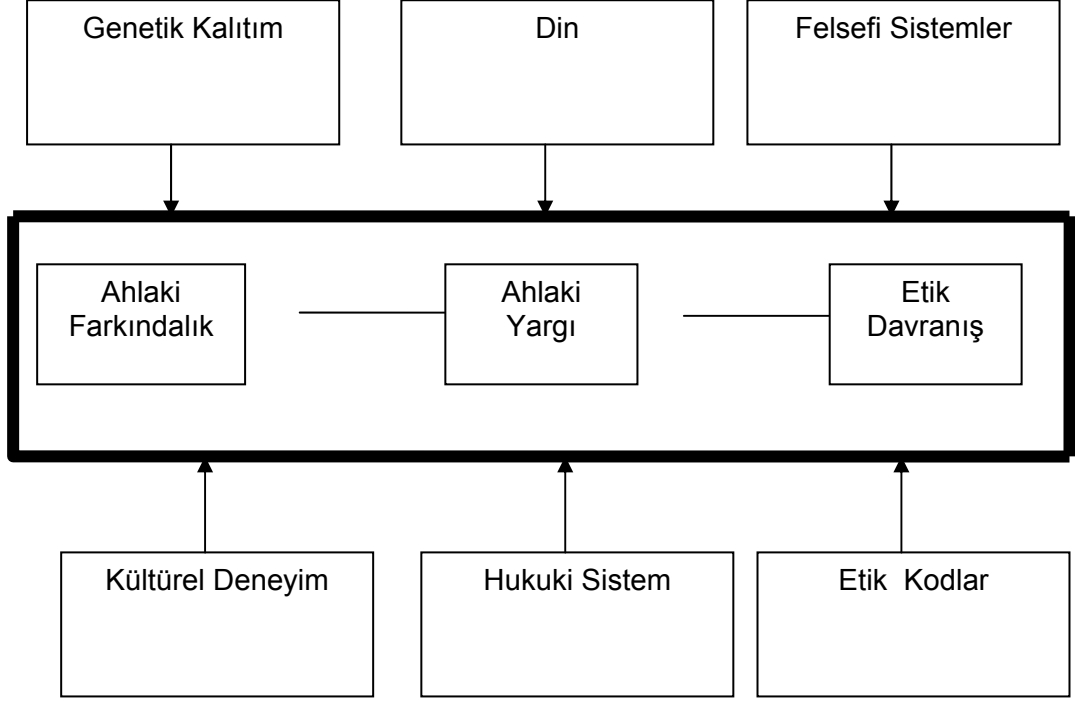 Genetik Kalıtım
Din
Felsefi Sistemler
Ahlaki
Farkındalık
Ahlaki
Yargı
Etik
Davranış
Kültürel Deneyim
Hukuki Sistem
Etik Kodlar